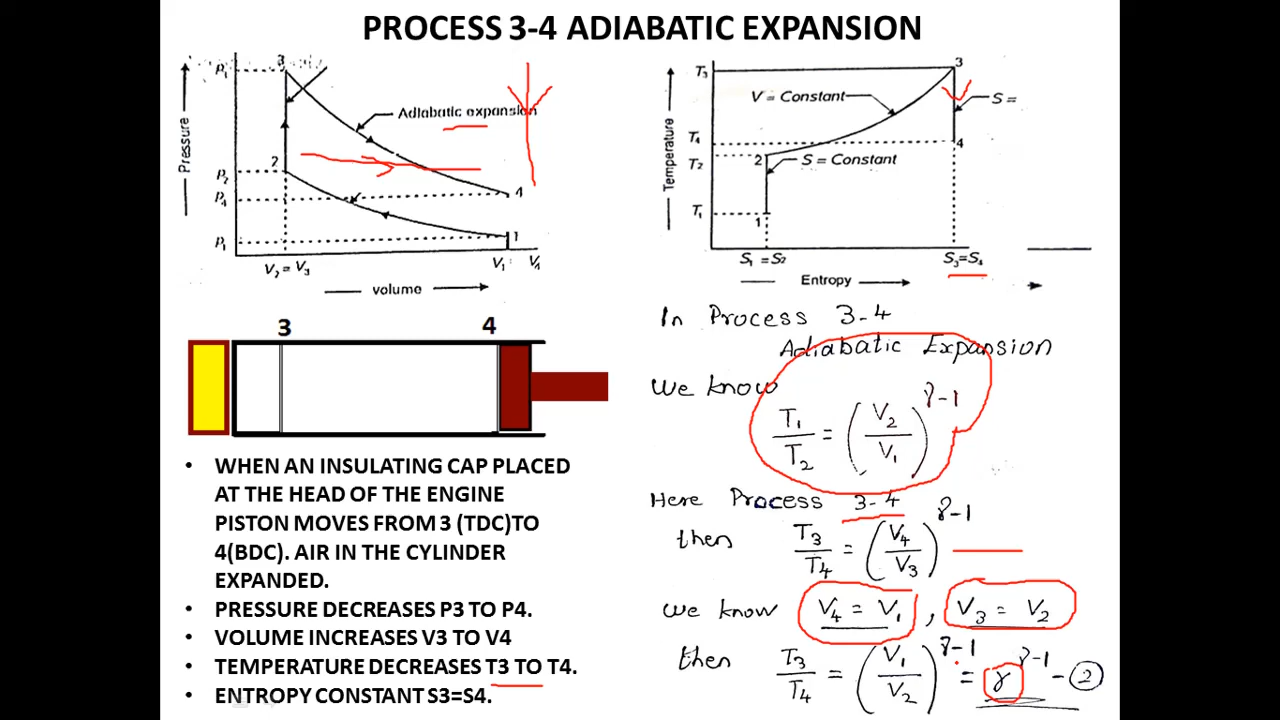 PROCESS 3-4 ADIABATIC EXPANSION
Pressure
3
Adiabatic expansion
2
P2
P4
4
P1
1
V2 = V3
V1
V4
volume
Temperature
T3
3
V = Constant
S =
T4
4
T2
2
S = Constant
T1
1
S1 = S2
S3=S4
Entropy
3
4
WHEN AN INSULATING CAP PLACED
AT THE HEAD OF THE ENGINE
PISTON MOVES FROM 3 (TDC)TO
4(BDC). AIR IN THE CYLINDER
EXPANDED.
• PRESSURE DECREASES P3 TO P4.
• VOLUME INCREASES V3 TO V4
• TEMPERATURE DECREASES T3 TO T4.
• ENTROPY CONSTANT S3=S4.
In Process 3-4
Adiabatic Expansion
We know
T1/T2 = (V2/V1)^γ-1
Here Process 3-4
then T3/T4 = (V4/V3)^γ-1
We know V4 = V1 , V3 = V2
then T3/T4 = (V1/V2)^γ-1 = γ^γ-1 - 2